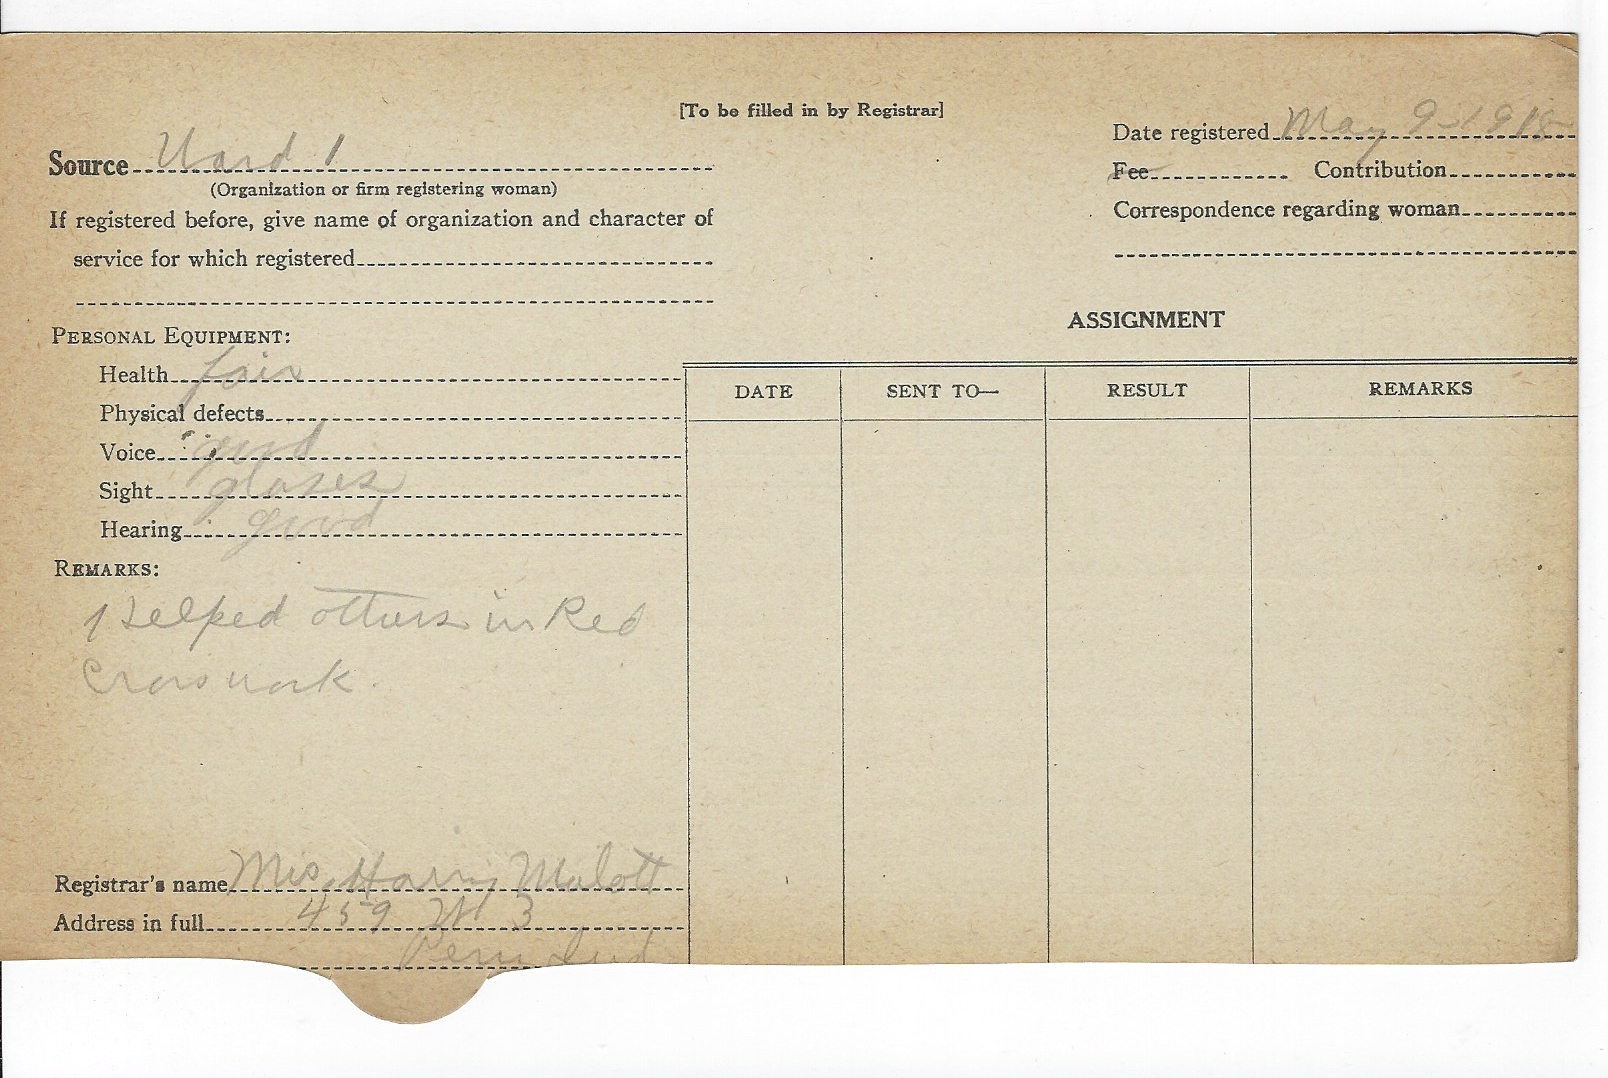 [To be filled in by Registrar]
Date registered May 9-1918
Source Ward 1
(Organization or firm registering woman)
Fee Contribution
If registered before, give name of organization and character of
Correspondence regarding woman
service for which registered
PERSONAL EQUIPMENT:
ASSIGNMENT
Health fair
DATE SENT TO— RESULT REMARKS
Physical defects
Voice good
Sight glases
Hearing good
REMARKS:
Helped others in Red
Cross work.
Registrar's name Mrs. Harry Malott
Address in full 459 W 3
Peru Ind